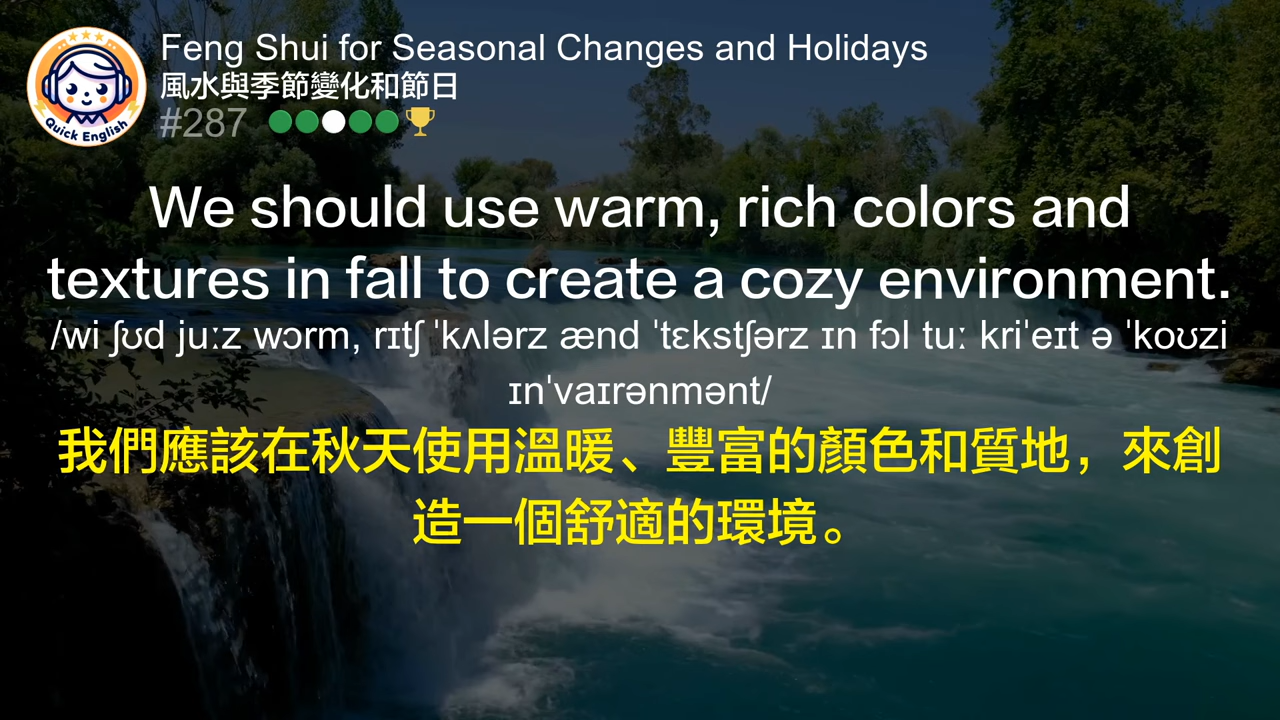 Quick English
Feng Shui for Seasonal Changes and Holidays
風水與季節變化和節日
#287
We should use warm, rich colors and
textures in fall to create a cozy environment.
/wi ʃʊd juːz wɔrm, rɪtʃ ˈkʌlərz ænd ˈtɛkstʃərz ɪn fɔl tuː kriˈeɪt ə ˈkoʊzi
ɪnˈvaɪrənmənt/
我們應該在秋天使用溫暖、豐富的顏色和質地，來創
造一個舒適的環境。